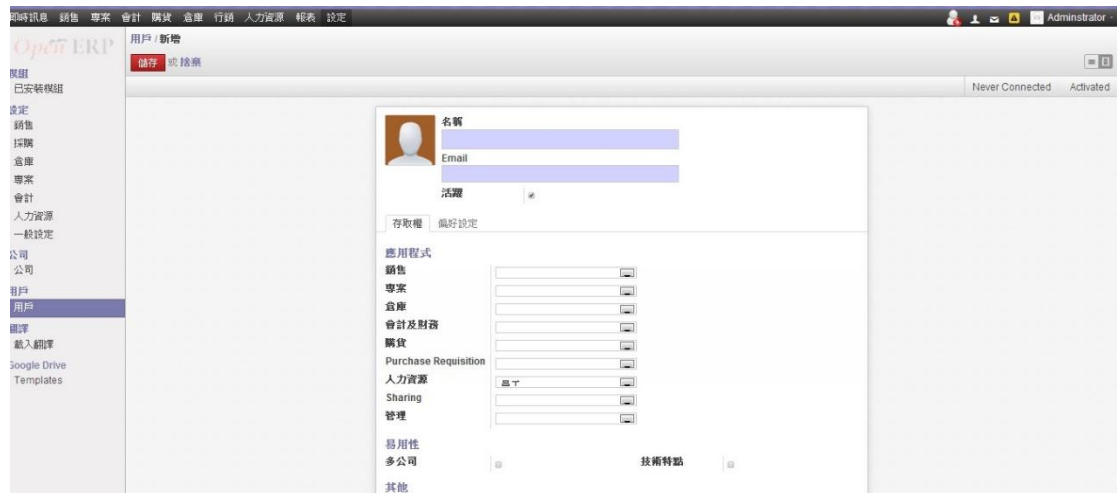 即時訊息 銷售 專案 會計 購貨 倉庫 行銷 人力資源 報表 設定
Adminstrator
Open ERP
用戶 / 新增
儲存 或 捨棄
Never Connected Activated
模組
已安裝模組
設定
銷售
採購
倉庫
專案
會計
人力資源
一般設定
公司
公司
用戶
用戶
翻譯
載入翻譯
Google Drive
Templates
名稱
Email
活躍
存取權 偏好設定
應用程式
銷售
專案
倉庫
會計及財務
購貨
Purchase Requisition
人力資源
Sharing
管理
易用性
多公司 技術特點
其他